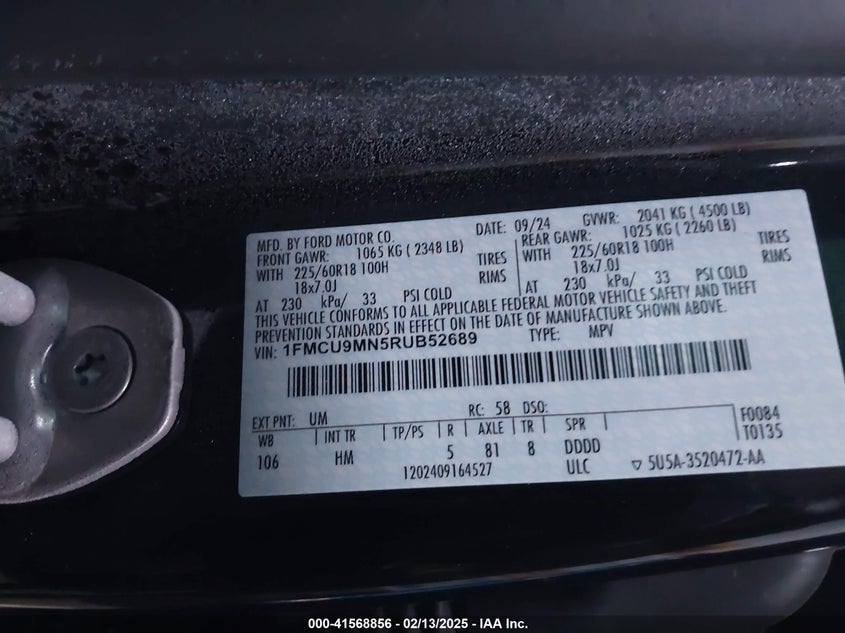 MFD. BY FORD MOTOR CO. DATE: 09/24 GVWR: 2041 KG ( 4500 LB)
FRONT GAWR: 1065 KG ( 2348 LB) REAR GAWR: 1025 KG ( 2260 LB)
WITH 225/60R18 100H TIRES WITH 225/60R18 100H TIRES
18x7.0J RIMS 18x7.0J RIMS
AT 230 kPa/ 33 PSI COLD AT 230 kPa/ 33 PSI COLD
THIS VEHICLE CONFORMS TO ALL APPLICABLE FEDERAL MOTOR VEHICLE SAFETY AND THEFT
PREVENTION STANDARDS IN EFFECT ON THE DATE OF MANUFACTURE SHOWN ABOVE.
VIN: 1FMCU9MN5RUB52689 TYPE: MPV
EXT PNT: UM RC: 58 DSO: F0084
WB INT TR TP/PS R AXLE TR SPR T0135
106 HM 5 81 8 DDDD
1202409164527 ULC ▽ 5U5A-3520472-AA
000-41568856 - 02/13/2025 - IAA Inc.